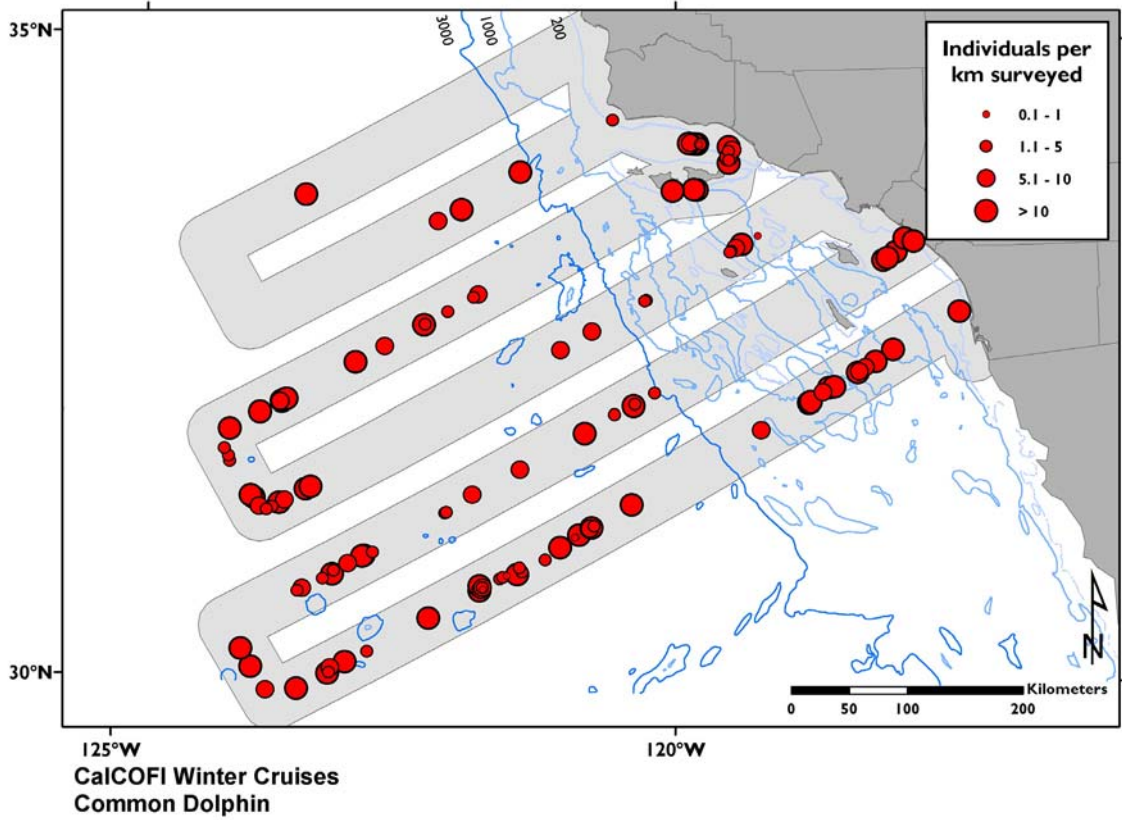 35°N
3000
1000
200
Individuals per
km surveyed
0.1 - 1
1.1 - 5
5.1 - 10
> 10
30°N
N
Kilometers
0 50 100 200
125°W 120°W
CalCOFI Winter Cruises
Common Dolphin